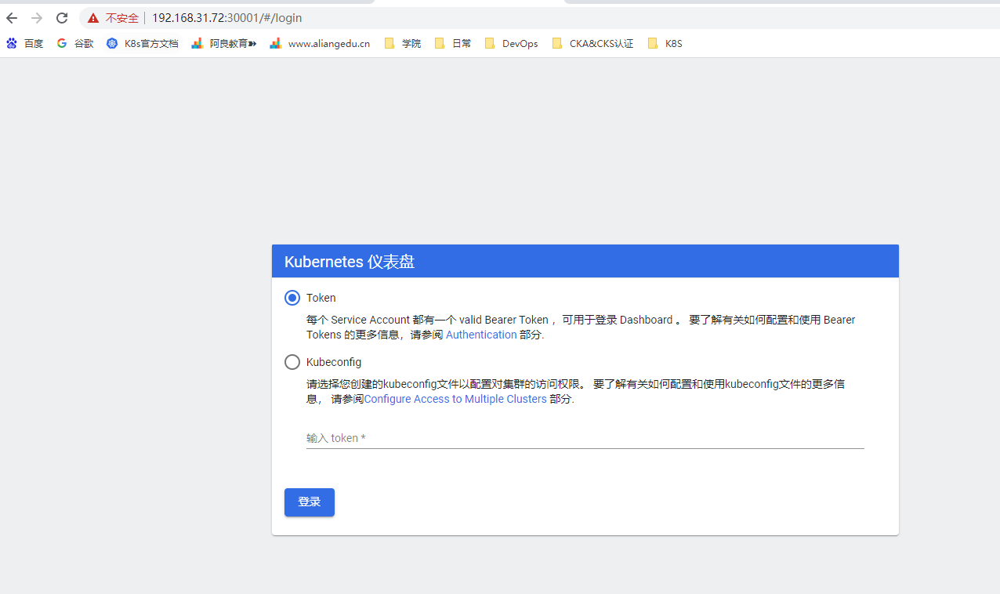 不安全 192.168.31.72:30001/#/login
百度 谷歌 K8s官方文档 阿良教育 www.aliangedu.cn 学院 日常 DevOps CKA&CKS认证 K8S
Kubernetes 仪表盘
Token
每个 Service Account 都有一个 valid Bearer Token ，可用于登录 Dashboard 。 要了解有关如何配置和使用 Bearer
Tokens 的更多信息，请参阅 Authentication 部分.
Kubeconfig
请选择您创建的kubeconfig文件以配置对集群的访问权限。 要了解有关如何配置和使用kubeconfig文件的更多信
息， 请参阅Configure Access to Multiple Clusters 部分.
输入 token *
登录